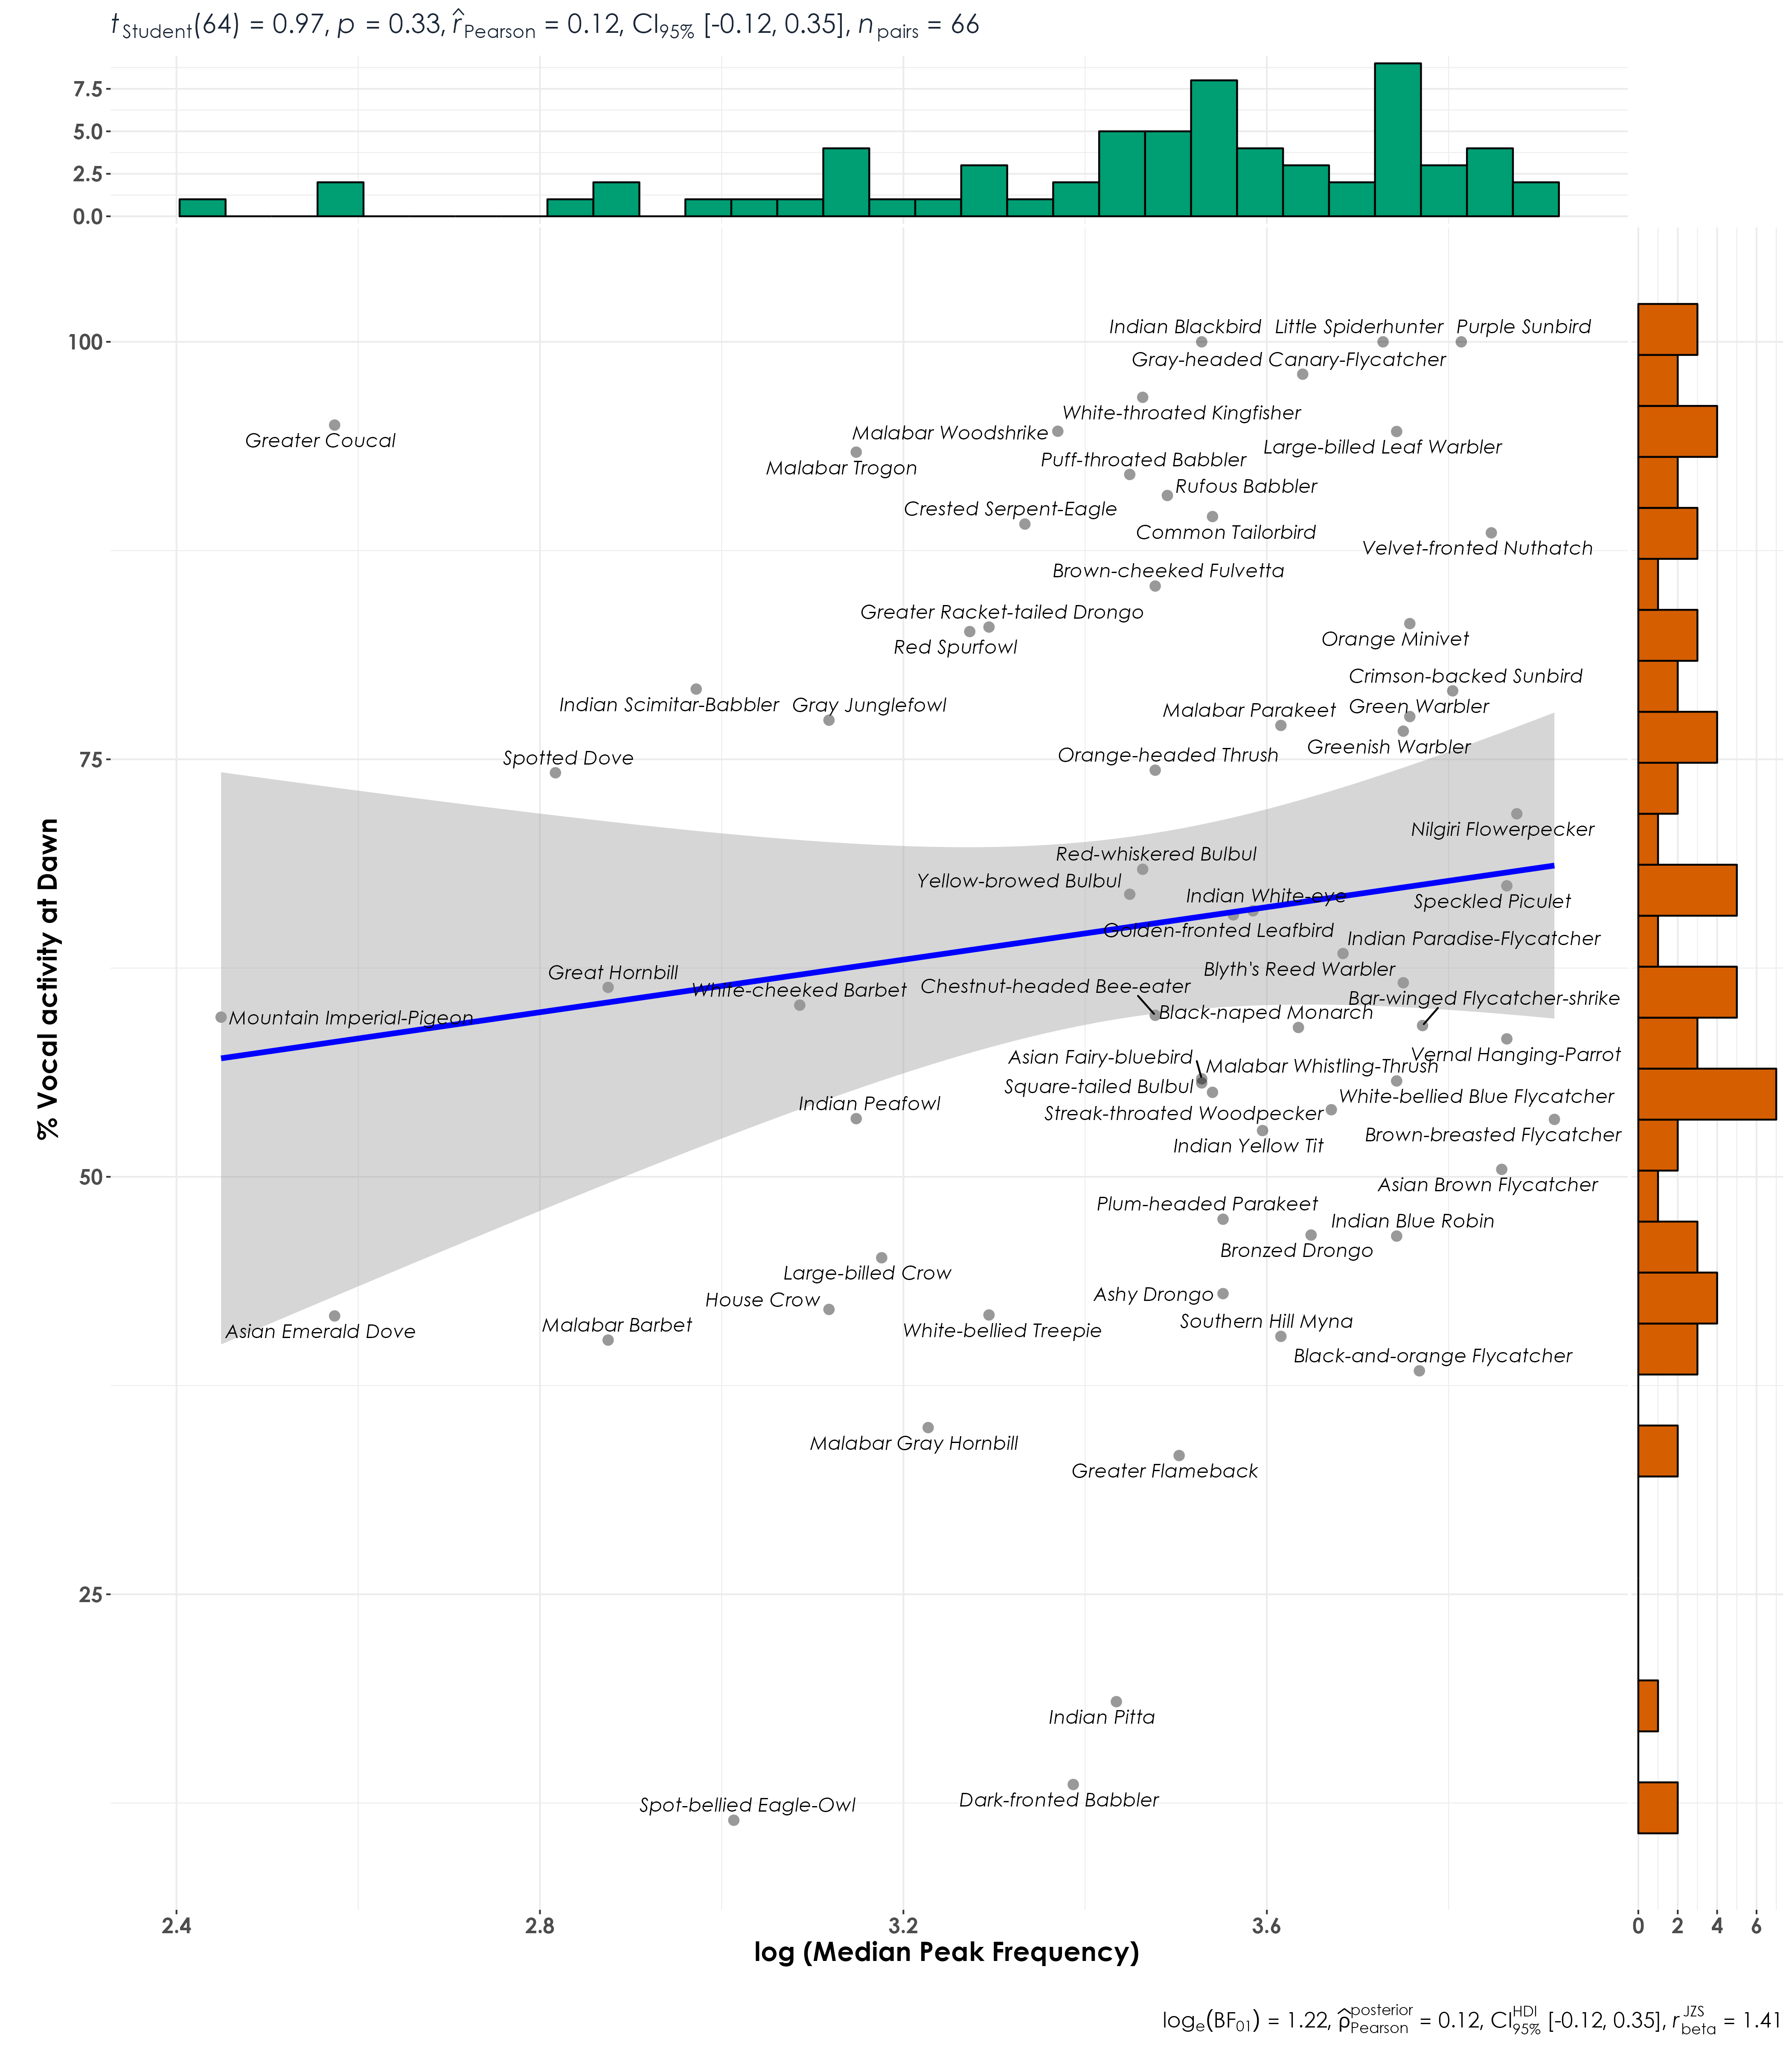 tStudent(64) = 0.97, p = 0.33, r̂Pearson = 0.12, CI95% [-0.12, 0.35], npairs = 66
7.5
5.0
2.5
0.0
100
75
50
25
% Vocal activity at Dawn
Indian Blackbird
Little Spiderhunter
Purple Sunbird
Gray-headed Canary-Flycatcher
White-throated Kingfisher
Greater Coucal
Malabar Woodshrike
Large-billed Leaf Warbler
Malabar Trogon
Puff-throated Babbler
Rufous Babbler
Crested Serpent-Eagle
Common Tailorbird
Velvet-fronted Nuthatch
Brown-cheeked Fulvetta
Greater Racket-tailed Drongo
Red Spurfowl
Orange Minivet
Crimson-backed Sunbird
Indian Scimitar-Babbler
Gray Junglefowl
Malabar Parakeet
Green Warbler
Greenish Warbler
Spotted Dove
Orange-headed Thrush
Nilgiri Flowerpecker
Red-whiskered Bulbul
Yellow-browed Bulbul
Indian White-eye
Speckled Piculet
Golden-fronted Leafbird
Indian Paradise-Flycatcher
Great Hornbill
Blyth's Reed Warbler
White-cheeked Barbet
Chestnut-headed Bee-eater
Bar-winged Flycatcher-shrike
Mountain Imperial-Pigeon
Black-naped Monarch
Vernal Hanging-Parrot
Asian Fairy-bluebird
Malabar Whistling-Thrush
Square-tailed Bulbul
White-bellied Blue Flycatcher
Indian Peafowl
Streak-throated Woodpecker
Brown-breasted Flycatcher
Indian Yellow Tit
Asian Brown Flycatcher
Plum-headed Parakeet
Indian Blue Robin
Bronzed Drongo
Large-billed Crow
House Crow
Ashy Drongo
Asian Emerald Dove
Malabar Barbet
White-bellied Treepie
Southern Hill Myna
Black-and-orange Flycatcher
Malabar Gray Hornbill
Greater Flameback
Indian Pitta
Dark-fronted Babbler
Spot-bellied Eagle-Owl
2.4 2.8 3.2 3.6
0 2 4 6
log (Median Peak Frequency)
loge(BF01) = 1.22, ρ̂Pearson posterior = 0.12, CI95% HDI [-0.12, 0.35], rbeta JZS = 1.41